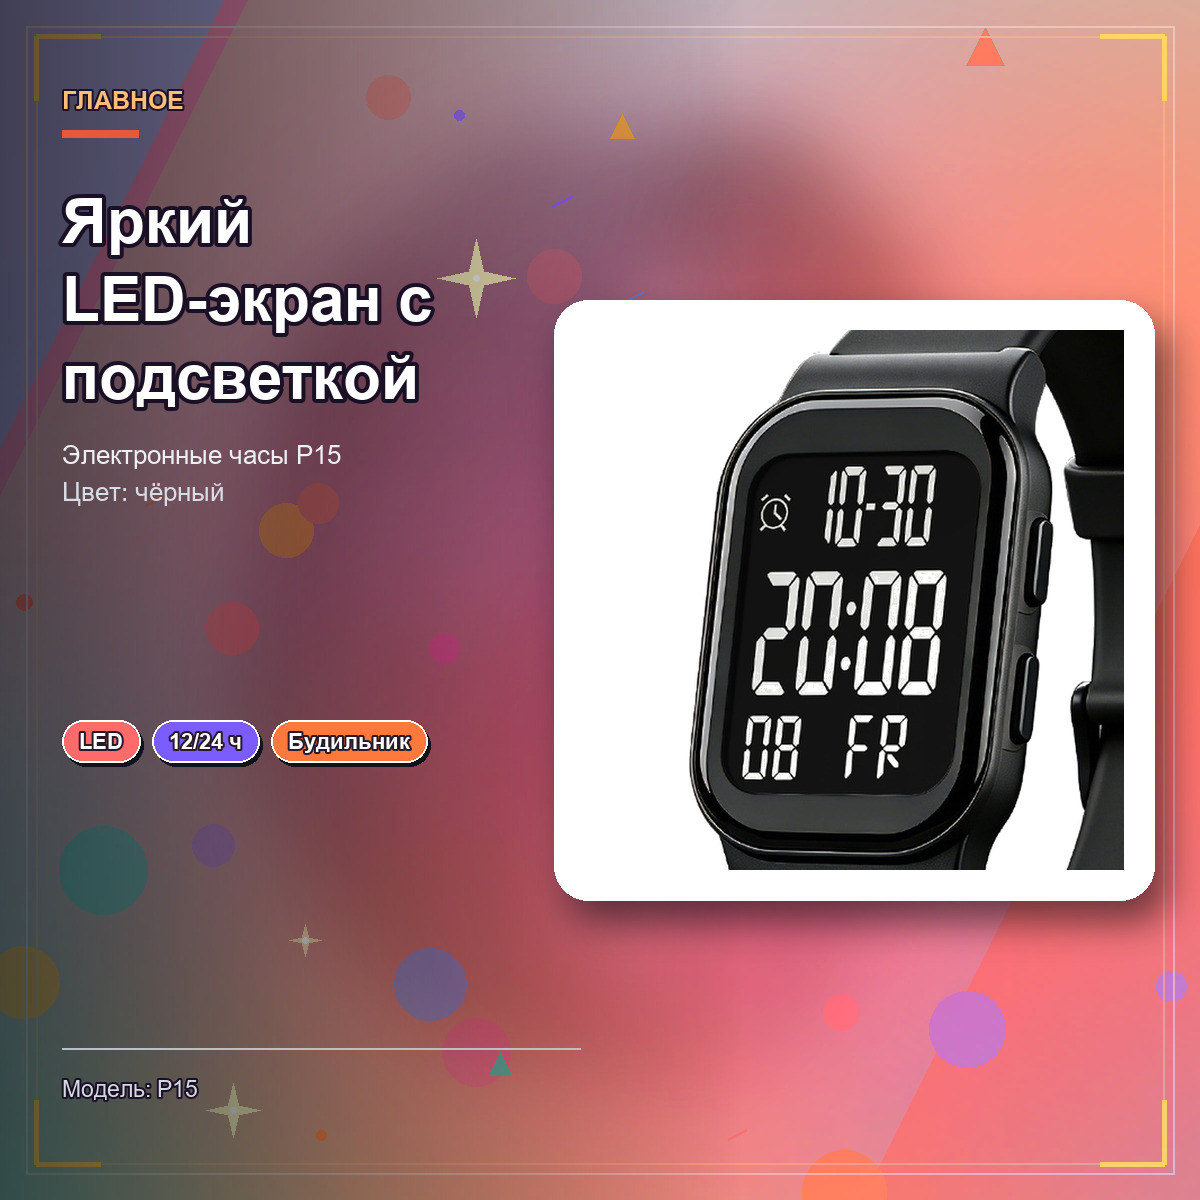 ГЛАВНОЕ
Яркий
LED-экран с
подсветкой
Электронные часы P15
Цвет: чёрный
LED
12/24 ч
Будильник
10:30
20:08
08 FR
Модель: P15